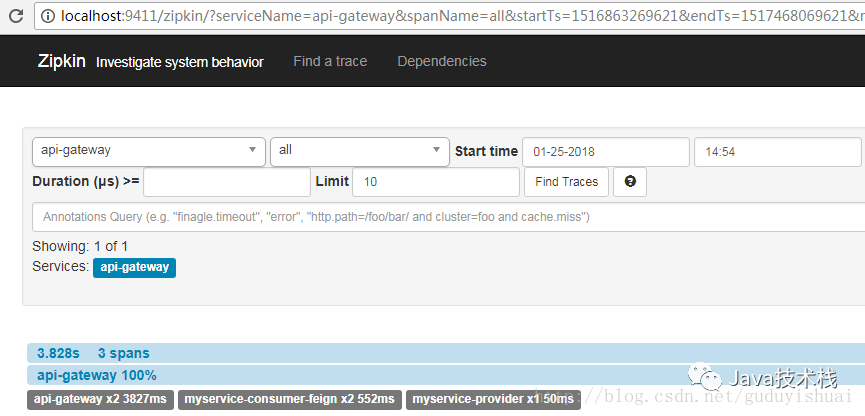 localhost:9411/zipkin/?serviceName=api-gateway&spanName=all&startTs=1516863269621&endTs=1517468069621&
Zipkin Investigate system behavior Find a trace Dependencies
api-gateway all Start time 01-25-2018 14:54
Duration (μs) >= Limit 10 Find Traces
Annotations Query (e.g. "finagle.timeout", "error", "http.path=/foo/bar/ and cluster=foo and cache.miss")
Showing: 1 of 1
Services: api-gateway
3.828s 3 spans
api-gateway 100%
Java技术栈
api-gateway x2 3827ms myservice-consumer-feign x2 552ms myservice-provider x1 50ms
http://blog.csdn.net/guduyishuai